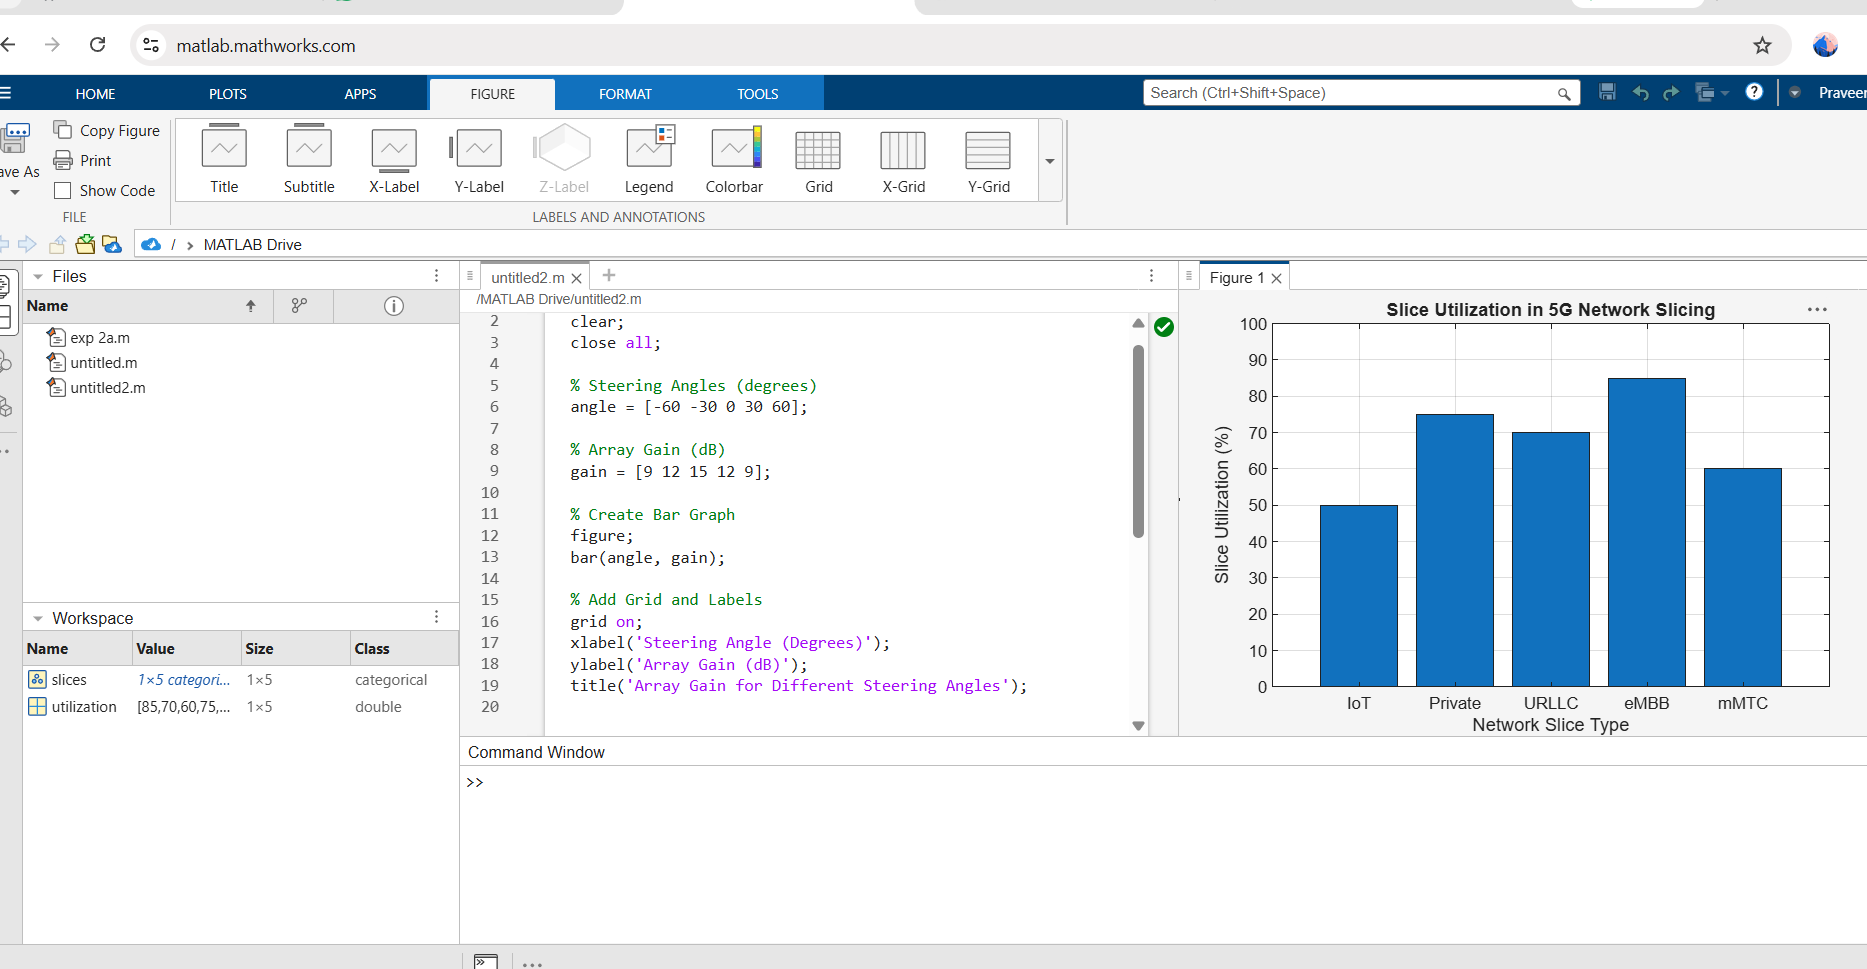 matlab.mathworks.com
HOME PLOTS APPS FIGURE FORMAT TOOLS Search (Ctrl+Shift+Space) ? Praveen
Copy Figure
Print
ave As
Show Code
FILE
Title Subtitle X-Label Y-Label Z-Label Legend Colorbar Grid X-Grid Y-Grid
LABELS AND ANNOTATIONS
/ > MATLAB Drive
Files
Name
exp 2a.m
untitled.m
untitled2.m
Workspace
Name Value Size Class
slices 1×5 categori... 1×5 categorical
utilization [85,70,60,75,... 1×5 double
untitled2.m
/MATLAB Drive/untitled2.m
2 clear;
3 close all;
4
5 % Steering Angles (degrees)
6 angle = [-60 -30 0 30 60];
7
8 % Array Gain (dB)
9 gain = [9 12 15 12 9];
10
11 % Create Bar Graph
12 figure;
13 bar(angle, gain);
14
15 % Add Grid and Labels
16 grid on;
17 xlabel('Steering Angle (Degrees)');
18 ylabel('Array Gain (dB)');
19 title('Array Gain for Different Steering Angles');
20
Command Window
>>
Figure 1
Slice Utilization in 5G Network Slicing
Slice Utilization (%)
100
90
80
70
60
50
40
30
20
10
0
IoT Private URLLC eMBB mMTC
Network Slice Type